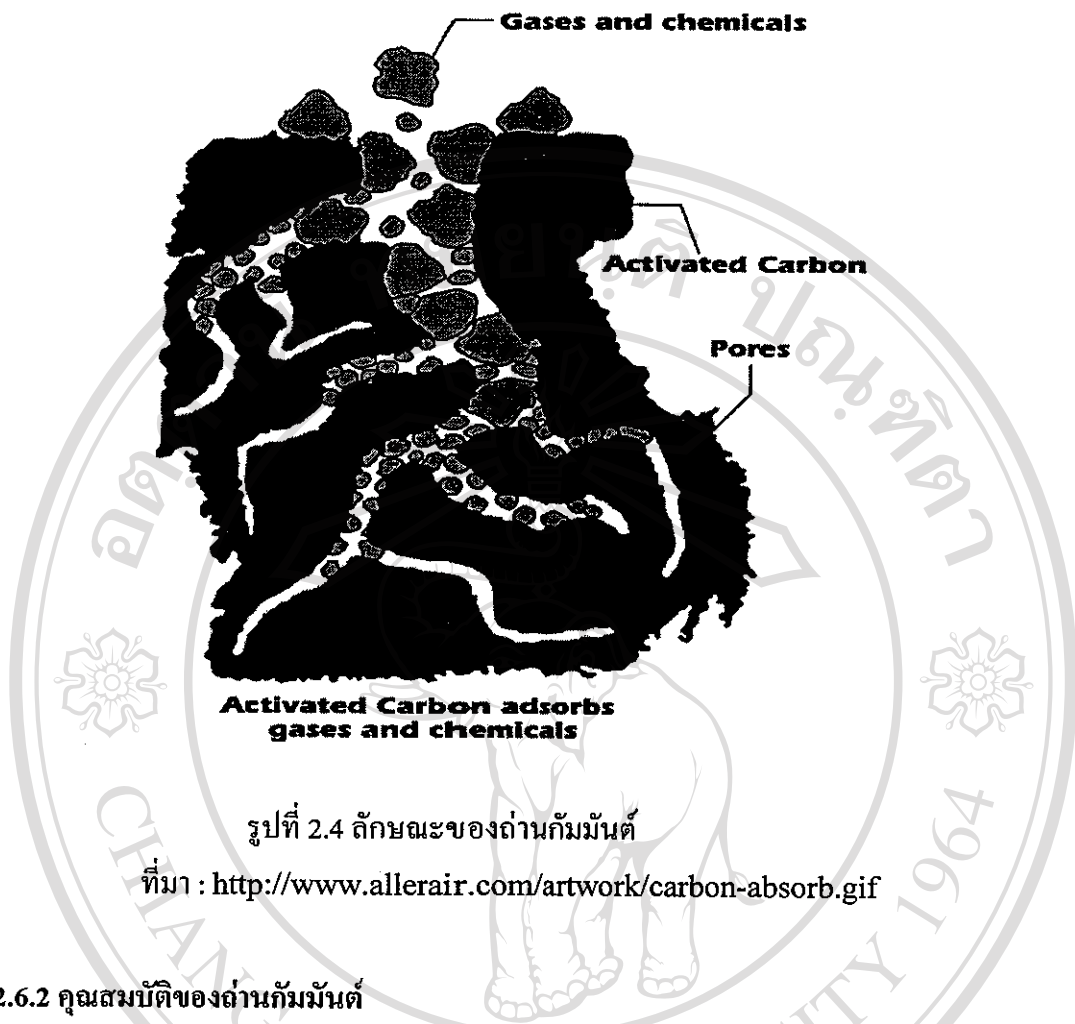 Gases and chemicals
Activated Carbon
Pores
Activated Carbon adsorbs
gases and chemicals
รูปที่ 2.4 ลักษณะของถ่านกัมมันต์
ที่มา : http://www.allerair.com/artwork/carbon-absorb.gif
2.6.2 คุณสมบัติของถ่านกัมมันต์
1964